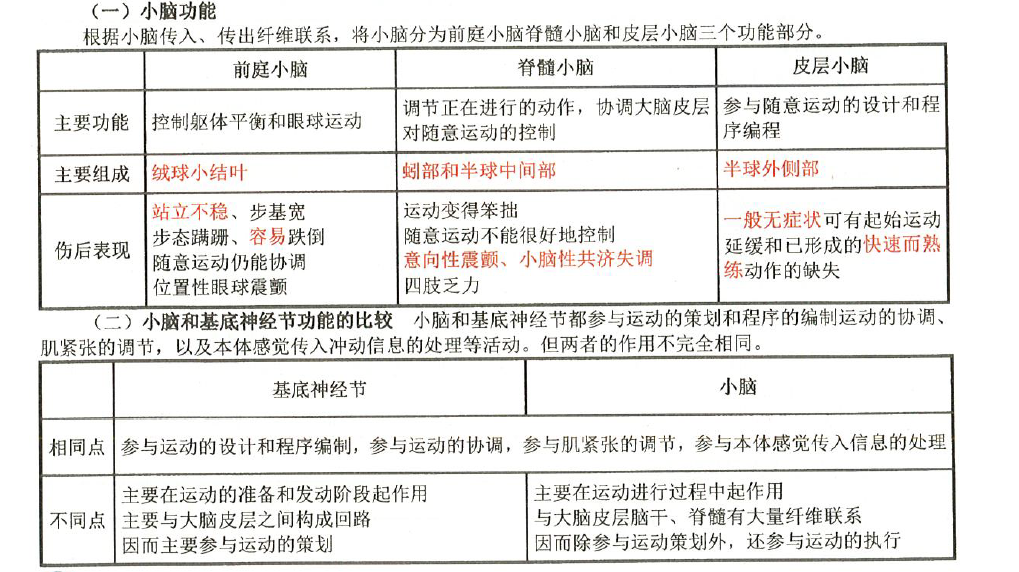 （一）小脑功能
根据小脑传入、传出纤维联系，将小脑分为前庭小脑脊髓小脑和皮层小脑三个功能部分。
前庭小脑 脊髓小脑 皮层小脑
主要功能
控制躯体平衡和眼球运动
调节正在进行的动作，协调大脑皮层
对随意运动的控制
参与随意运动的设计和程
序编程
主要组成 绒球小结叶 蚓部和半球中间部 半球外侧部
伤后表现
站立不稳、步基宽
步态蹒跚、容易跌倒
随意运动仍能协调
位置性眼球震颤
运动变得笨拙
随意运动不能很好地控制
意向性震颤、小脑性共济失调
四肢乏力
一般无症状可有起始运动
延缓和已形成的快速而熟
练动作的缺失
（二）小脑和基底神经节功能的比较 小脑和基底神经节都参与运动的策划和程序的编制运动的协调、
肌紧张的调节，以及本体感觉传入冲动信息的处理等活动。但两者的作用不完全相同。
基底神经节 小脑
相同点 参与运动的设计和程序编制，参与运动的协调，参与肌紧张的调节，参与本体感觉传入信息的处理
不同点
主要在运动的准备和发动阶段起作用
主要与大脑皮层之间构成回路
因而主要参与运动的策划
主要在运动进行过程中起作用
与大脑皮层脑干、脊髓有大量纤维联系
因而除参与运动策划外，还参与运动的执行